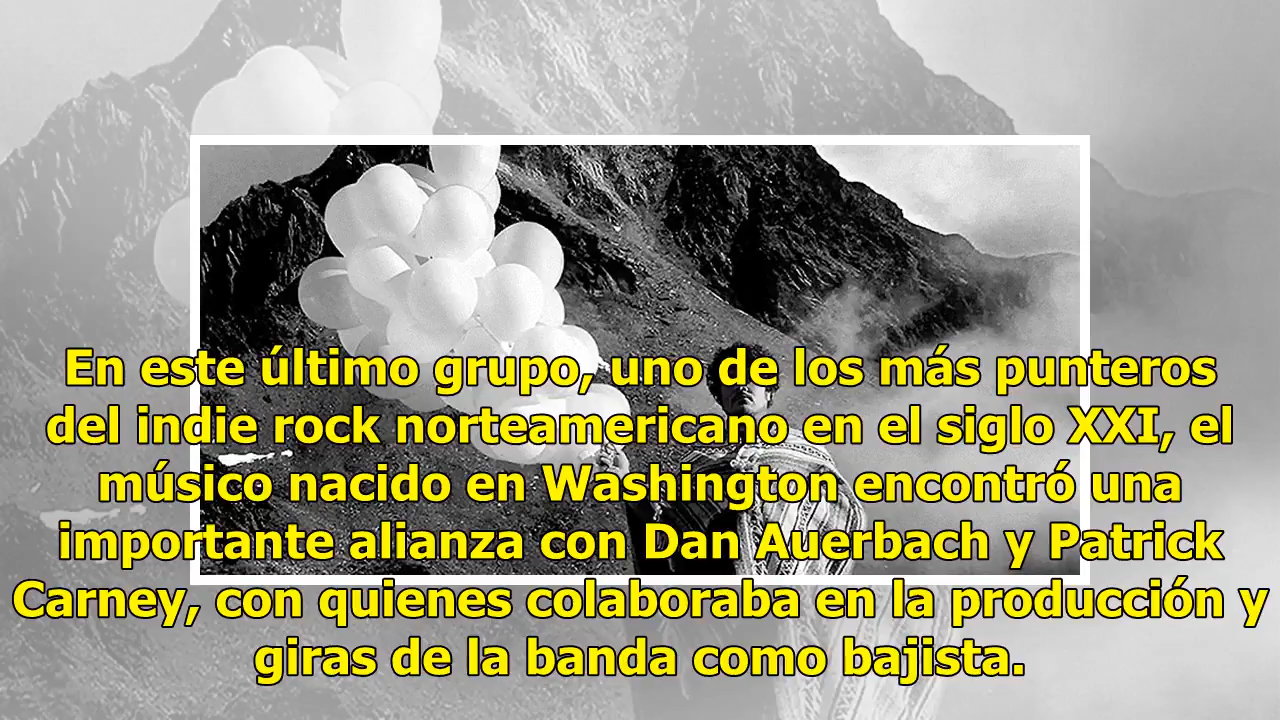 En este último grupo, uno de los más punteros
del indie rock norteamericano en el siglo XXI, el
músico nacido en Washington encontró una
importante alianza con Dan Auerbach y Patrick
Carney, con quienes colaboraba en la producción y
giras de la banda como bajista.